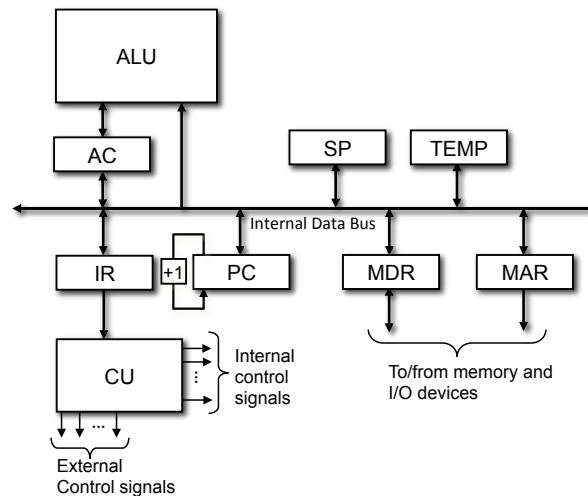 ALU
AC
SP
TEMP
Internal Data Bus
IR
+1
PC
MDR
MAR
CU
...
Internal
control
signals
To/from memory and
I/O devices
...
External
Control signals